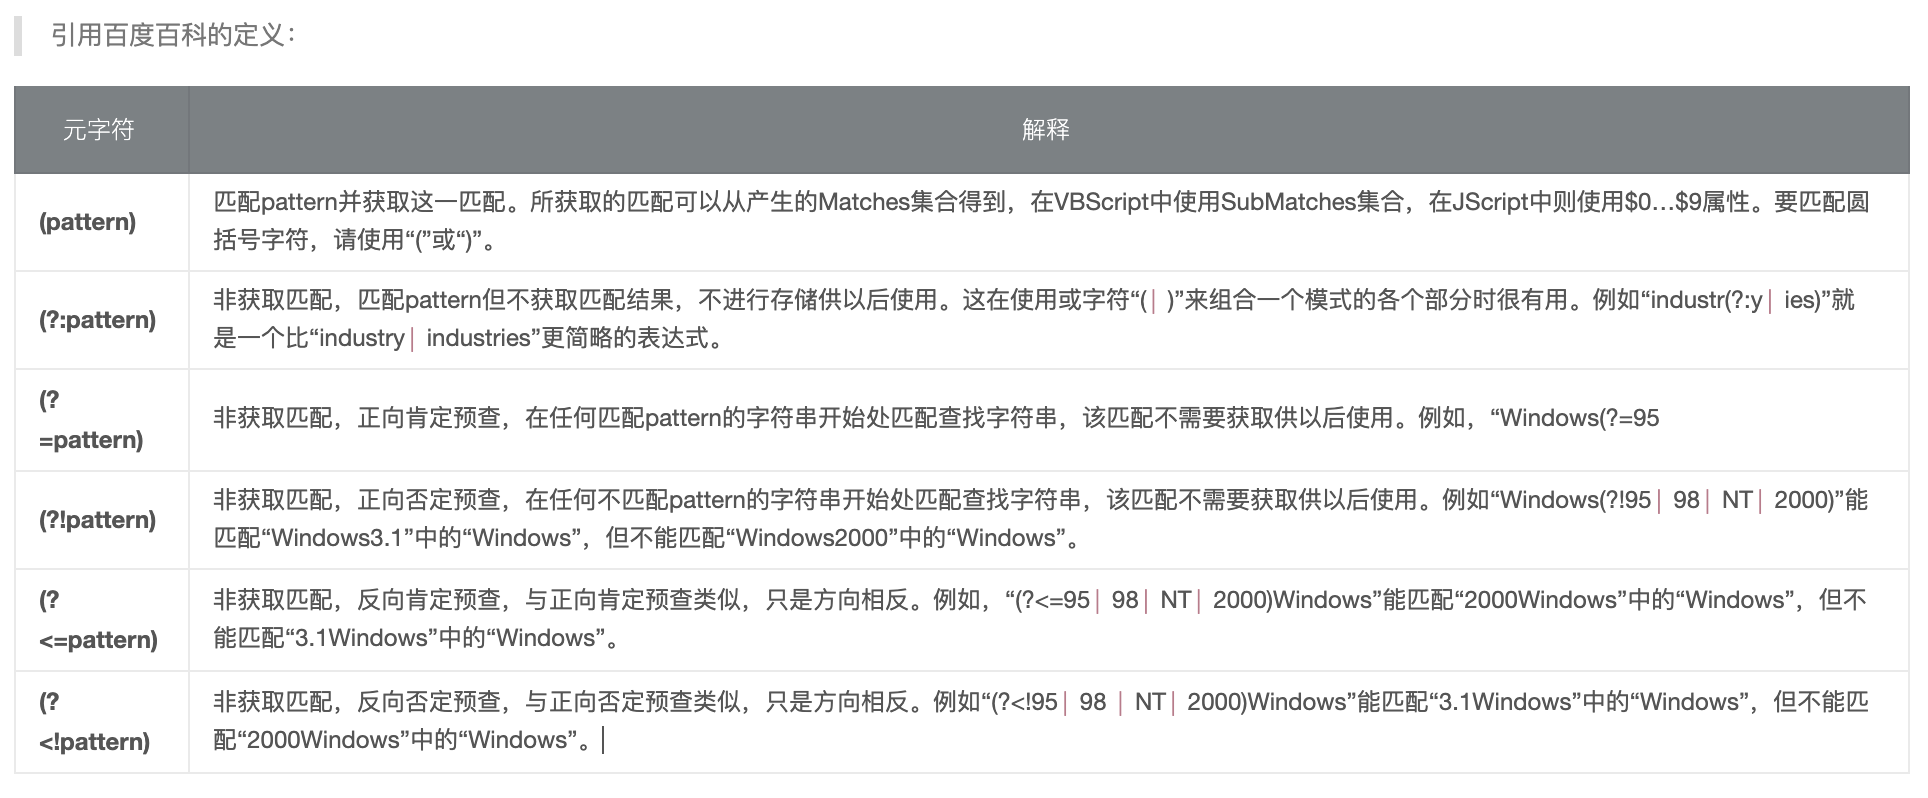 引用百度百科的定义：
元字符
解释
(pattern)
匹配pattern并获取这一匹配。所获取的匹配可以从产生的Matches集合得到，在VBScript中使用SubMatches集合，在JScript中则使用$0…$9属性。要匹配圆
括号字符，请使用“(”或“)”。
(?:pattern)
非获取匹配，匹配pattern但不获取匹配结果，不进行存储供以后使用。这在使用或字符“(| )”来组合一个模式的各个部分时很有用。例如“industr(?:y| ies)”就
是一个比“industry| industries”更简略的表达式。
(?
=pattern)
非获取匹配，正向肯定预查，在任何匹配pattern的字符串开始处匹配查找字符串，该匹配不需要获取供以后使用。例如，“Windows(?=95
(?!pattern)
非获取匹配，正向否定预查，在任何不匹配pattern的字符串开始处匹配查找字符串，该匹配不需要获取供以后使用。例如“Windows(?!95| 98| NT| 2000)”能
匹配“Windows3.1”中的“Windows”，但不能匹配“Windows2000”中的“Windows”。
(?
<=pattern)
非获取匹配，反向肯定预查，与正向肯定预查类似，只是方向相反。例如，“(?<=95| 98| NT| 2000)Windows”能匹配“2000Windows”中的“Windows”，但不
能匹配“3.1Windows”中的“Windows”。
(?
<!pattern)
非获取匹配，反向否定预查，与正向否定预查类似，只是方向相反。例如“(?<!95| 98 | NT| 2000)Windows”能匹配“3.1Windows”中的“Windows”，但不能匹
配“2000Windows”中的“Windows”。